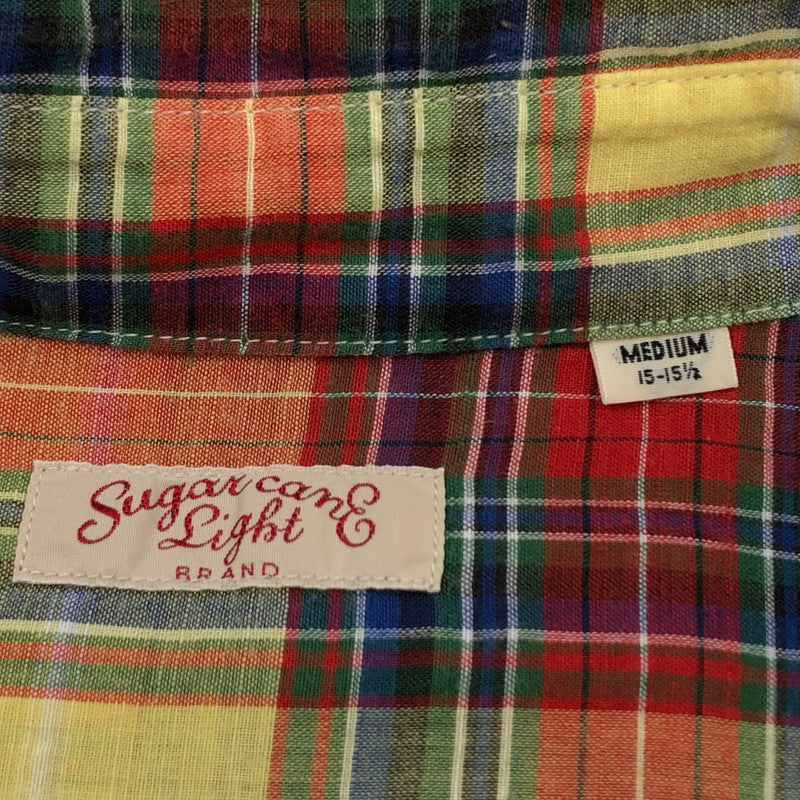 MEDIUM
15-15½
Sugar canE
Light
BRAND